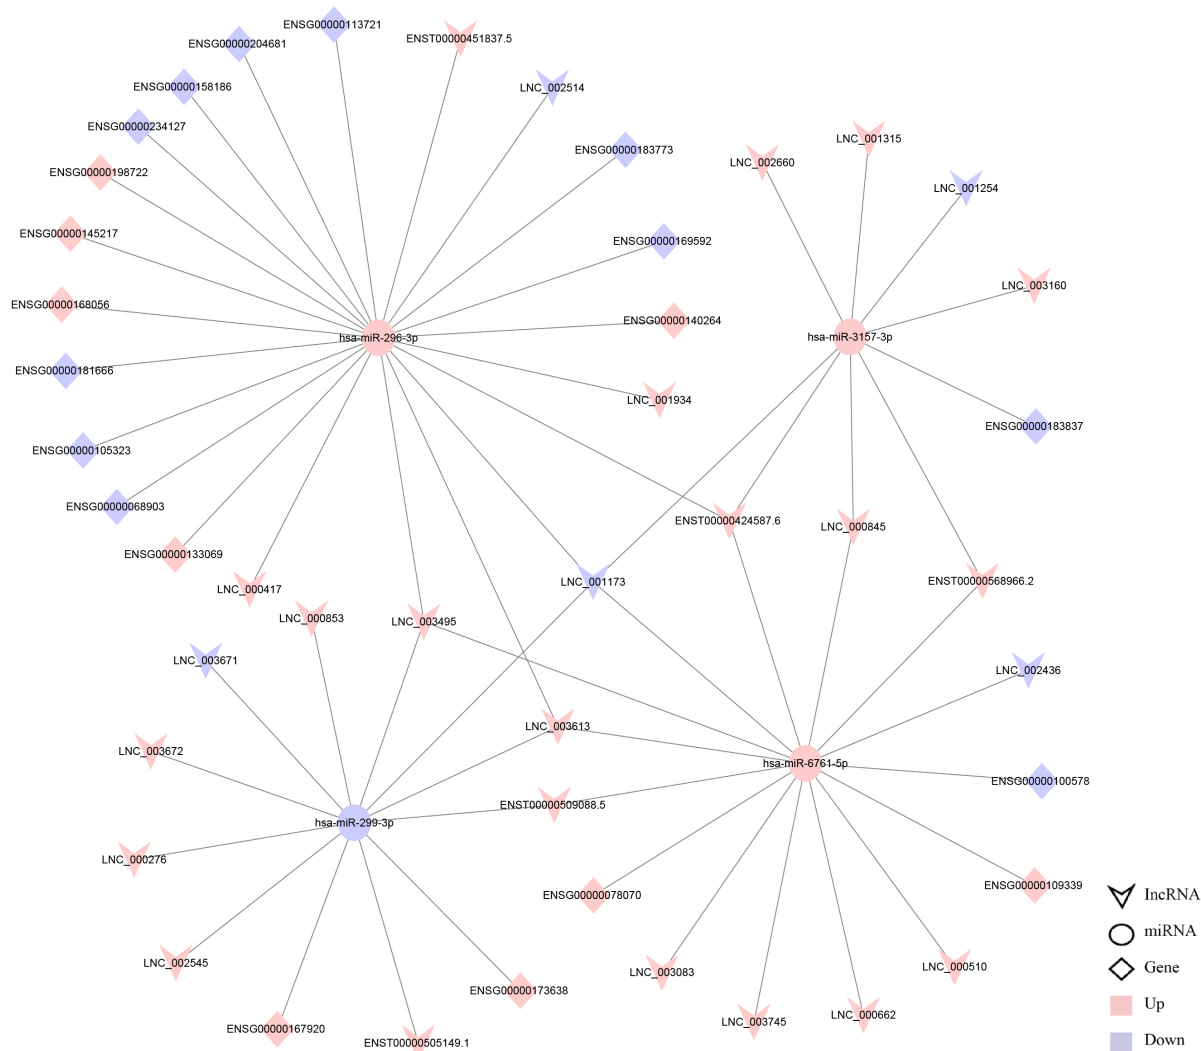 ENSG00000113721
ENST00000451837.5
ENSG00000204681
ENSG00000158186
LNC_002514
ENSG00000234127
LNC_001315
ENSG00000183773
LNC_002660
ENSG00000198722
LNC_001254
ENSG00000145217
ENSG00000169592
LNC_003160
ENSG00000168056
ENSG00000140264
hsa-miR-296-3p
hsa-miR-3157-3p
ENSG00000181666
LNC_001934
ENSG00000183837
ENSG00000105323
ENSG00000068903
ENST00000424587.6
LNC_000845
ENSG00000133069
LNC_001173
ENST00000568966.2
LNC_000417
LNC_000853
LNC_003495
LNC_003671
LNC_002436
LNC_003613
LNC_003672
hsa-miR-6761-5p
ENSG00000100578
ENST00000509088.5
hsa-miR-299-3p
LNC_000276
ENSG00000109339
ENSG00000078070
lncRNA
miRNA
LNC_002545
LNC_000510
Gene
LNC_003083
ENSG00000173638
Up
LNC_000662
LNC_003745
ENSG00000167920
Down
ENST00000505149.1